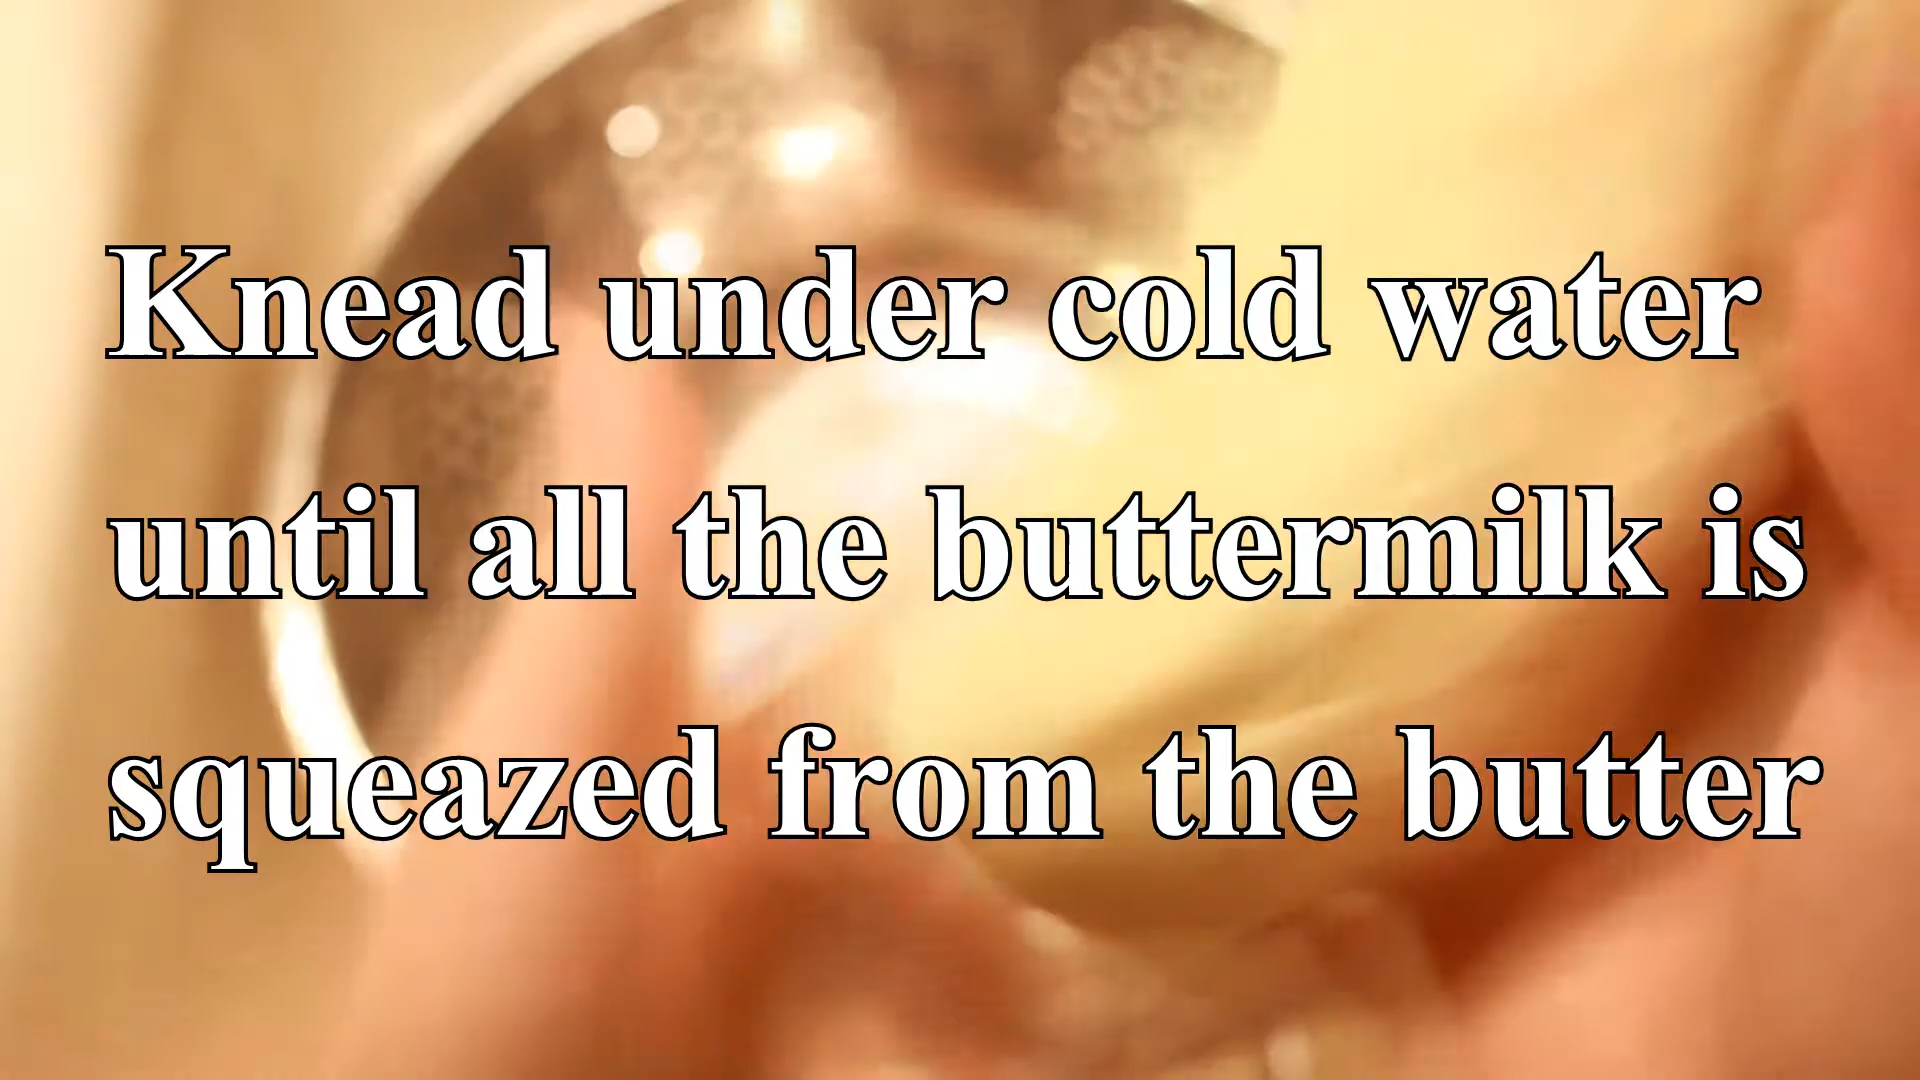 Knead under cold water
until all the buttermilk is
squeazed from the butter